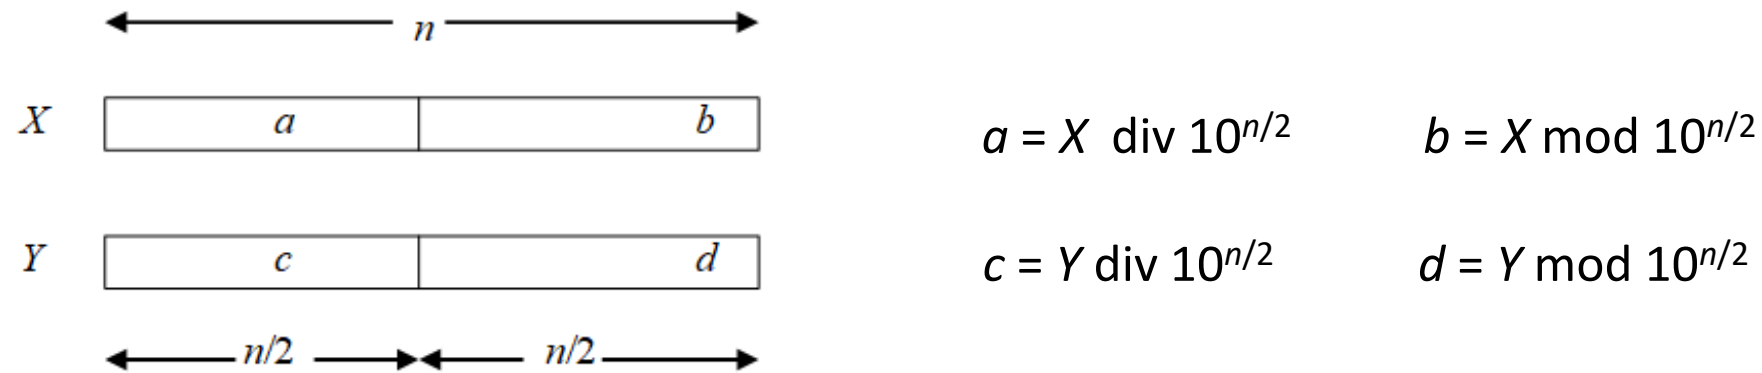 n
X a b a = X div 10^{n/2} b = X mod 10^{n/2}
Y c d c = Y div 10^{n/2} d = Y mod 10^{n/2}
n/2 n/2